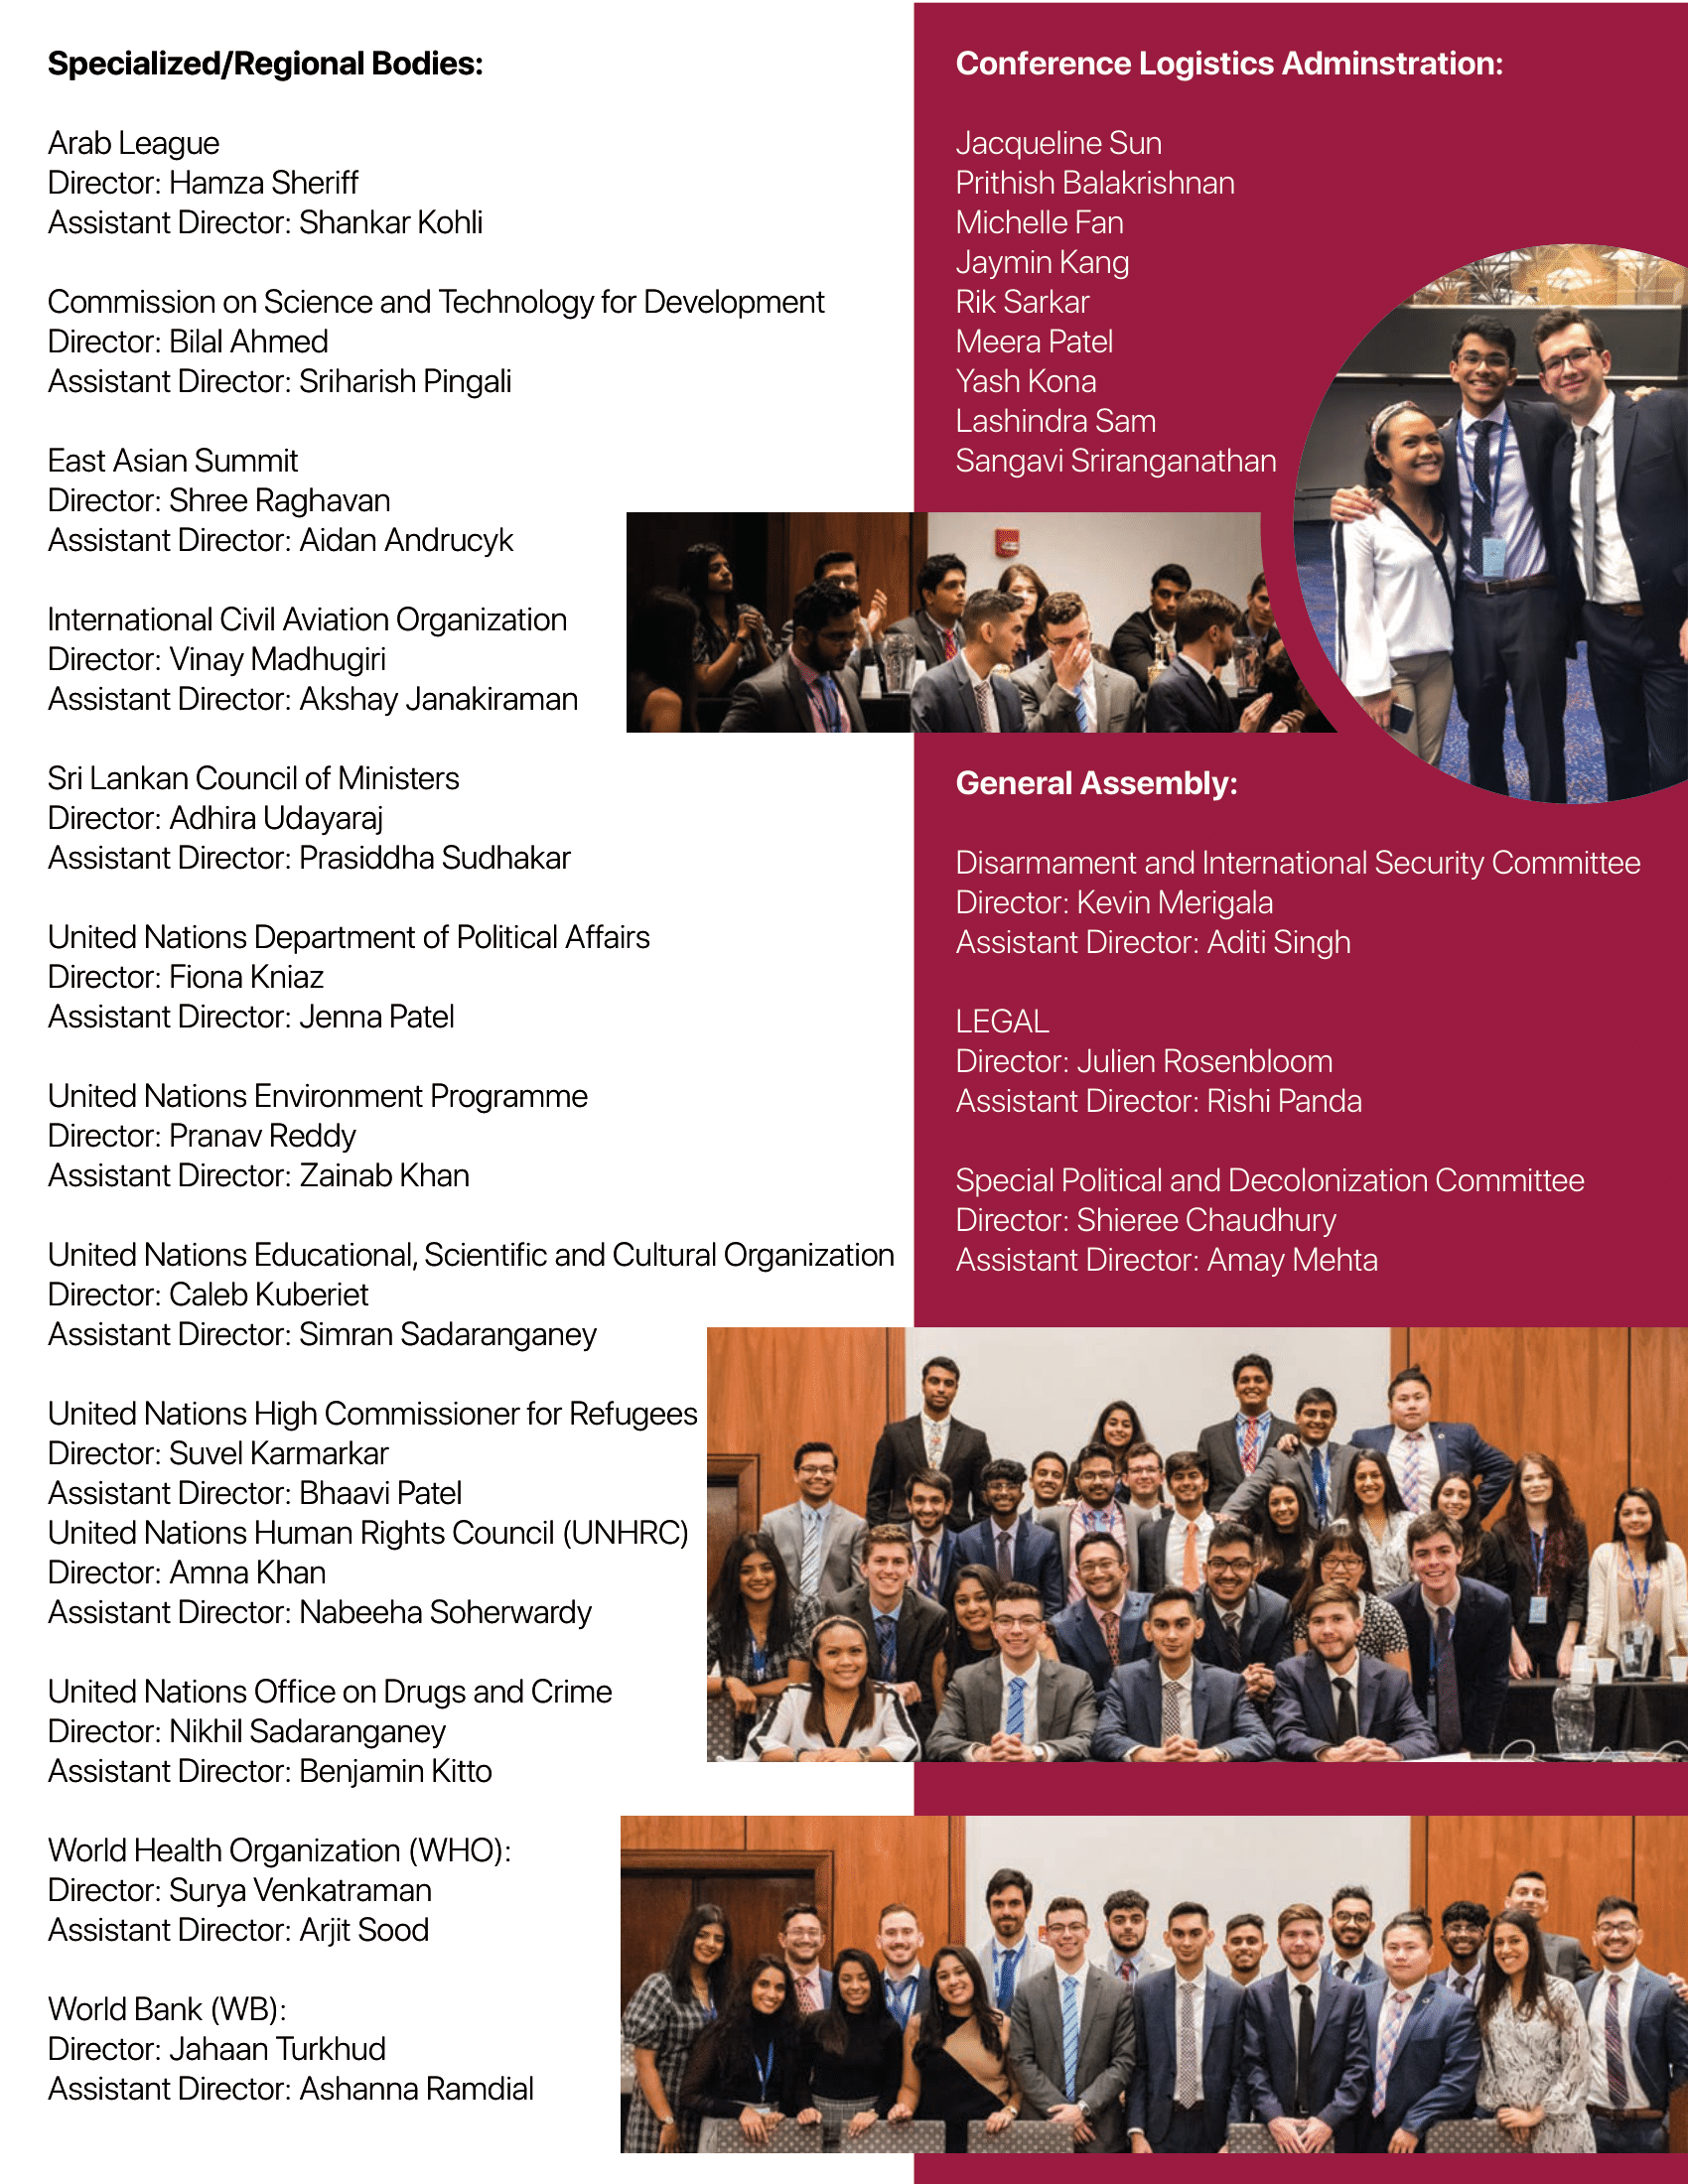 Specialized/Regional Bodies:
Arab League
Director: Hamza Sheriff
Assistant Director: Shankar Kohli
Commission on Science and Technology for Development
Director: Bilal Ahmed
Assistant Director: Sriharish Pingali
East Asian Summit
Director: Shree Raghavan
Assistant Director: Aidan Andrucyk
International Civil Aviation Organization
Director: Vinay Madhugiri
Assistant Director: Akshay Janakiraman
Sri Lankan Council of Ministers
Director: Adhira Udayaraj
Assistant Director: Prasiddha Sudhakar
United Nations Department of Political Affairs
Director: Fiona Kniaz
Assistant Director: Jenna Patel
United Nations Environment Programme
Director: Pranav Reddy
Assistant Director: Zainab Khan
United Nations Educational, Scientific and Cultural Organization
Director: Caleb Kuberiet
Assistant Director: Simran Sadaranganey
United Nations High Commissioner for Refugees
Director: Suvel Karmarkar
Assistant Director: Bhaavi Patel
United Nations Human Rights Council (UNHRC)
Director: Amna Khan
Assistant Director: Nabeeha Soherwardy
United Nations Office on Drugs and Crime
Director: Nikhil Sadaranganey
Assistant Director: Benjamin Kitto
World Health Organization (WHO):
Director: Surya Venkatraman
Assistant Director: Arjit Sood
World Bank (WB):
Director: Jahaan Turkhud
Assistant Director: Ashanna Ramdial
Conference Logistics Adminstration:
Jacqueline Sun
Prithish Balakrishnan
Michelle Fan
Jaymin Kang
Rik Sarkar
Meera Patel
Yash Kona
Lashindra Sam
Sangavi Sriranganathan
General Assembly:
Disarmament and International Security Committee
Director: Kevin Merigala
Assistant Director: Aditi Singh
LEGAL
Director: Julien Rosenbloom
Assistant Director: Rishi Panda
Special Political and Decolonization Committee
Director: Shieree Chaudhury
Assistant Director: Amay Mehta